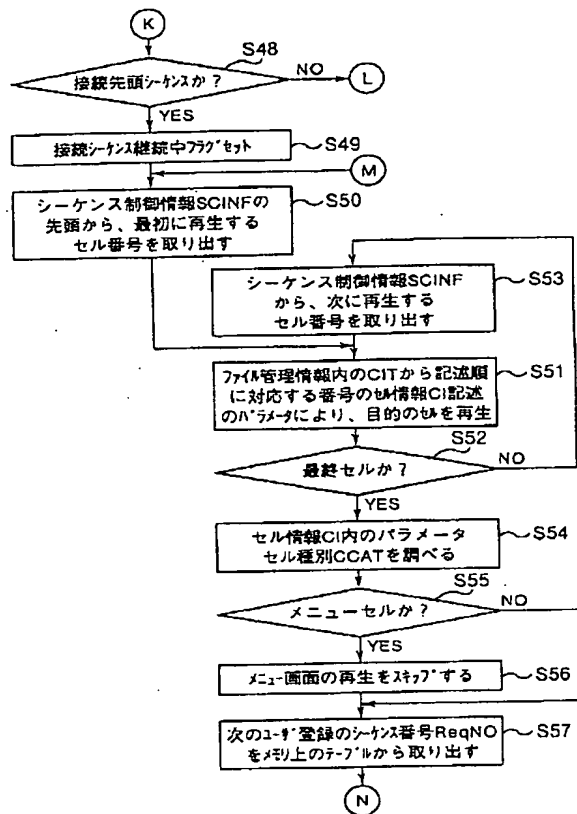 K
S48
接続先頭シーケンスか?
NO
L
YES
接続シーケンス継続中フラグセット
S49
M
シーケンス制御情報SCINFの
先頭から、最初に再生する
セル番号を取り出す
S50
シーケンス制御情報SCINF
から、次に再生する
セル番号を取り出す
S53
ファイル管理情報内のCITから記述順
に対応する番号のセル情報CI記述
のパラメータにより、目的のセルを再生
S51
S52
最終セルか?
NO
YES
セル情報CI内のパラメータ
セル種別CCATを調べる
S54
S55
メニューセルか?
NO
YES
メニュー画面の再生をスキップする
S56
次のユーザ登録のシーケンス番号ReqNO
をメモリ上のテーブルから取り出す
S57
N